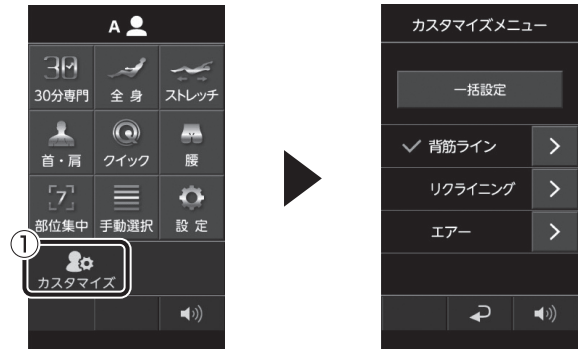 A
30
30分専門
全 身
ストレッチ
首・肩
クイック
腰
7
部位集中
手動選択
設 定
①
カスタマイズ
カスタマイズメニュー
一括設定
背筋ライン
リクライニング
エアー